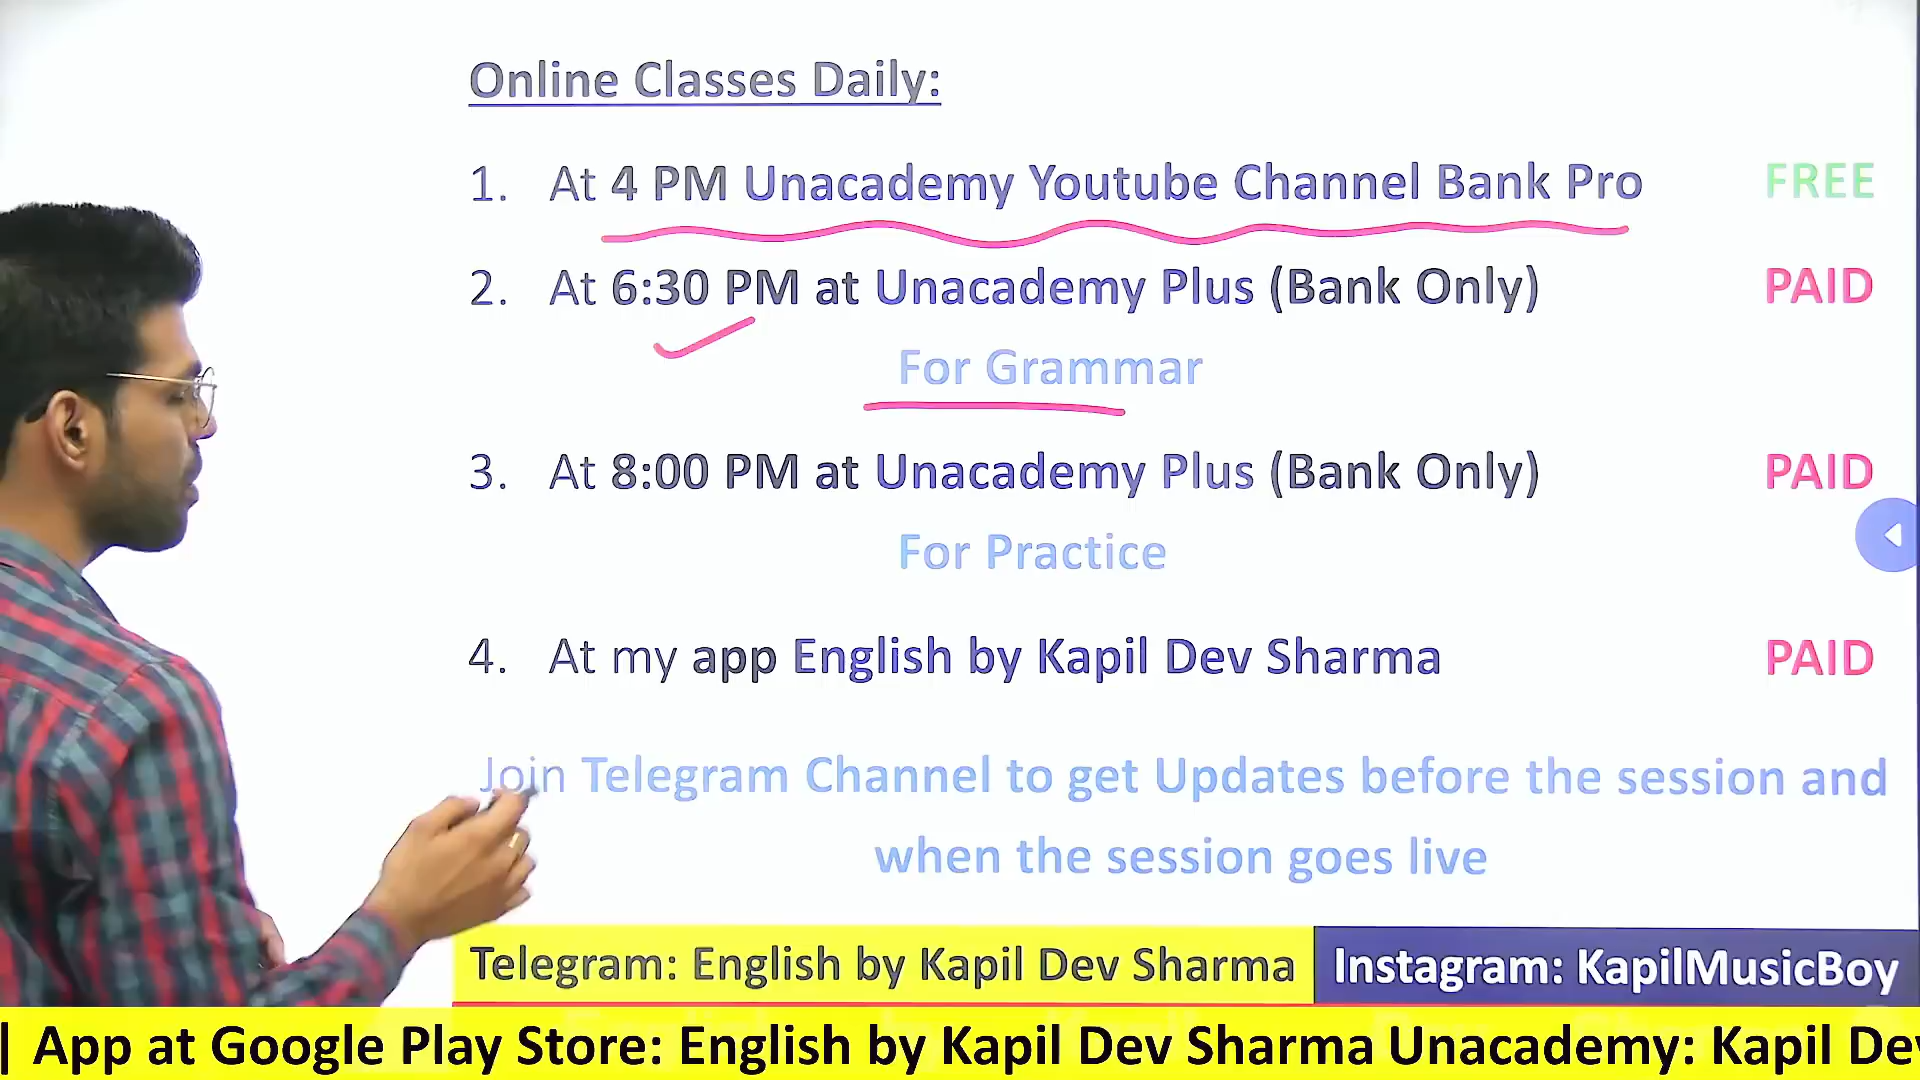 Online Classes Daily:
1. At 4 PM Unacademy Youtube Channel Bank Pro FREE
2. At 6:30 PM at Unacademy Plus (Bank Only) PAID
For Grammar
3. At 8:00 PM at Unacademy Plus (Bank Only) PAID
For Practice
4. At my app English by Kapil Dev Sharma PAID
Join Telegram Channel to get Updates before the session and
when the session goes live
Telegram: English by Kapil Dev Sharma
Instagram: KapilMusicBoy
| App at Google Play Store: English by Kapil Dev Sharma Unacademy: Kapil Dev